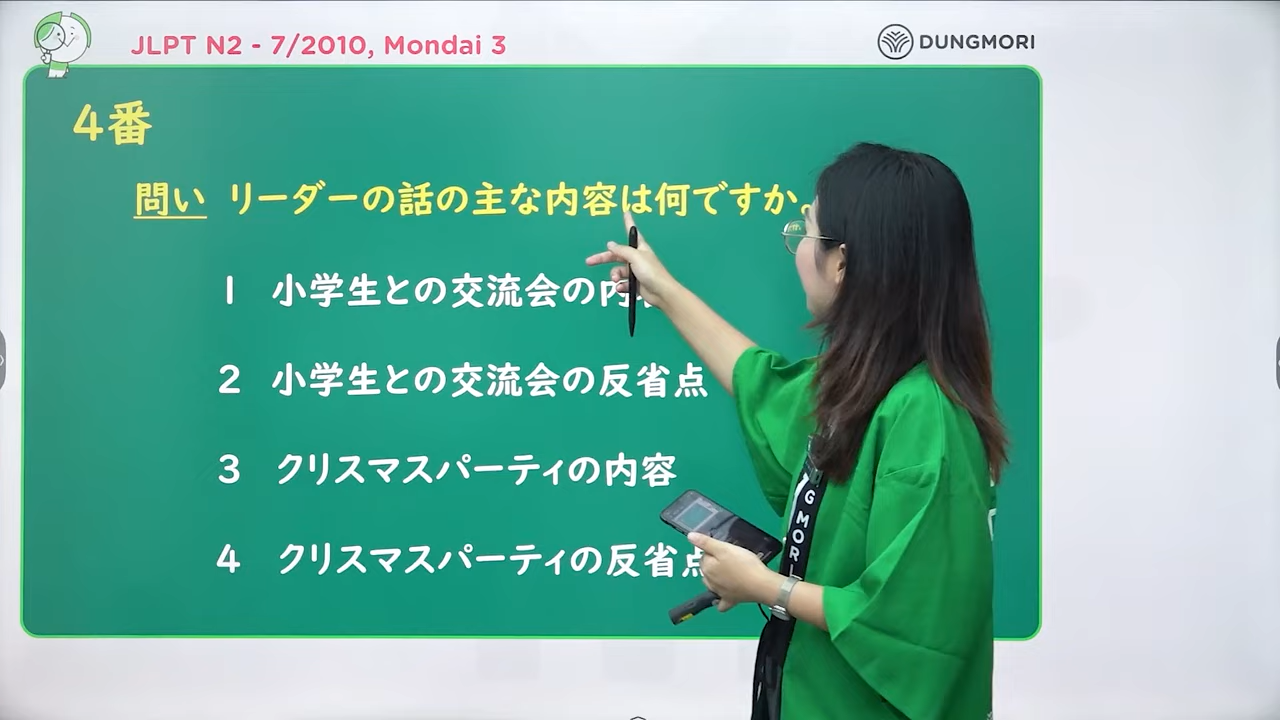 JLPT N2 - 7/2010, Mondai 3
DUNGMORI
4番
問い リーダーの話の主な内容は何ですか。
1 小学生との交流会の内容
2 小学生との交流会の反省点
3 クリスマスパーティの内容
4 クリスマスパーティの反省点
G MORI